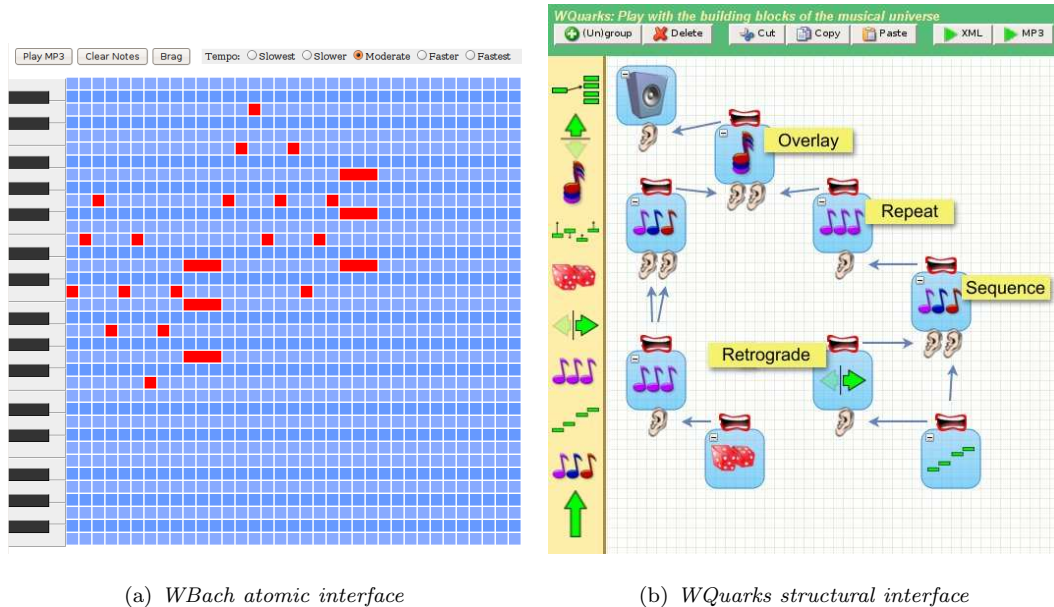 Play MP3 Clear Notes Brag Tempo: Slowest Slower Moderate Faster Fastest
WQuarks: Play with the building blocks of the musical universe
(Un)group Delete Cut Copy Paste XML MP3
Overlay
Repeat
Sequence
Retrograde
(a) WBach atomic interface
(b) WQuarks structural interface